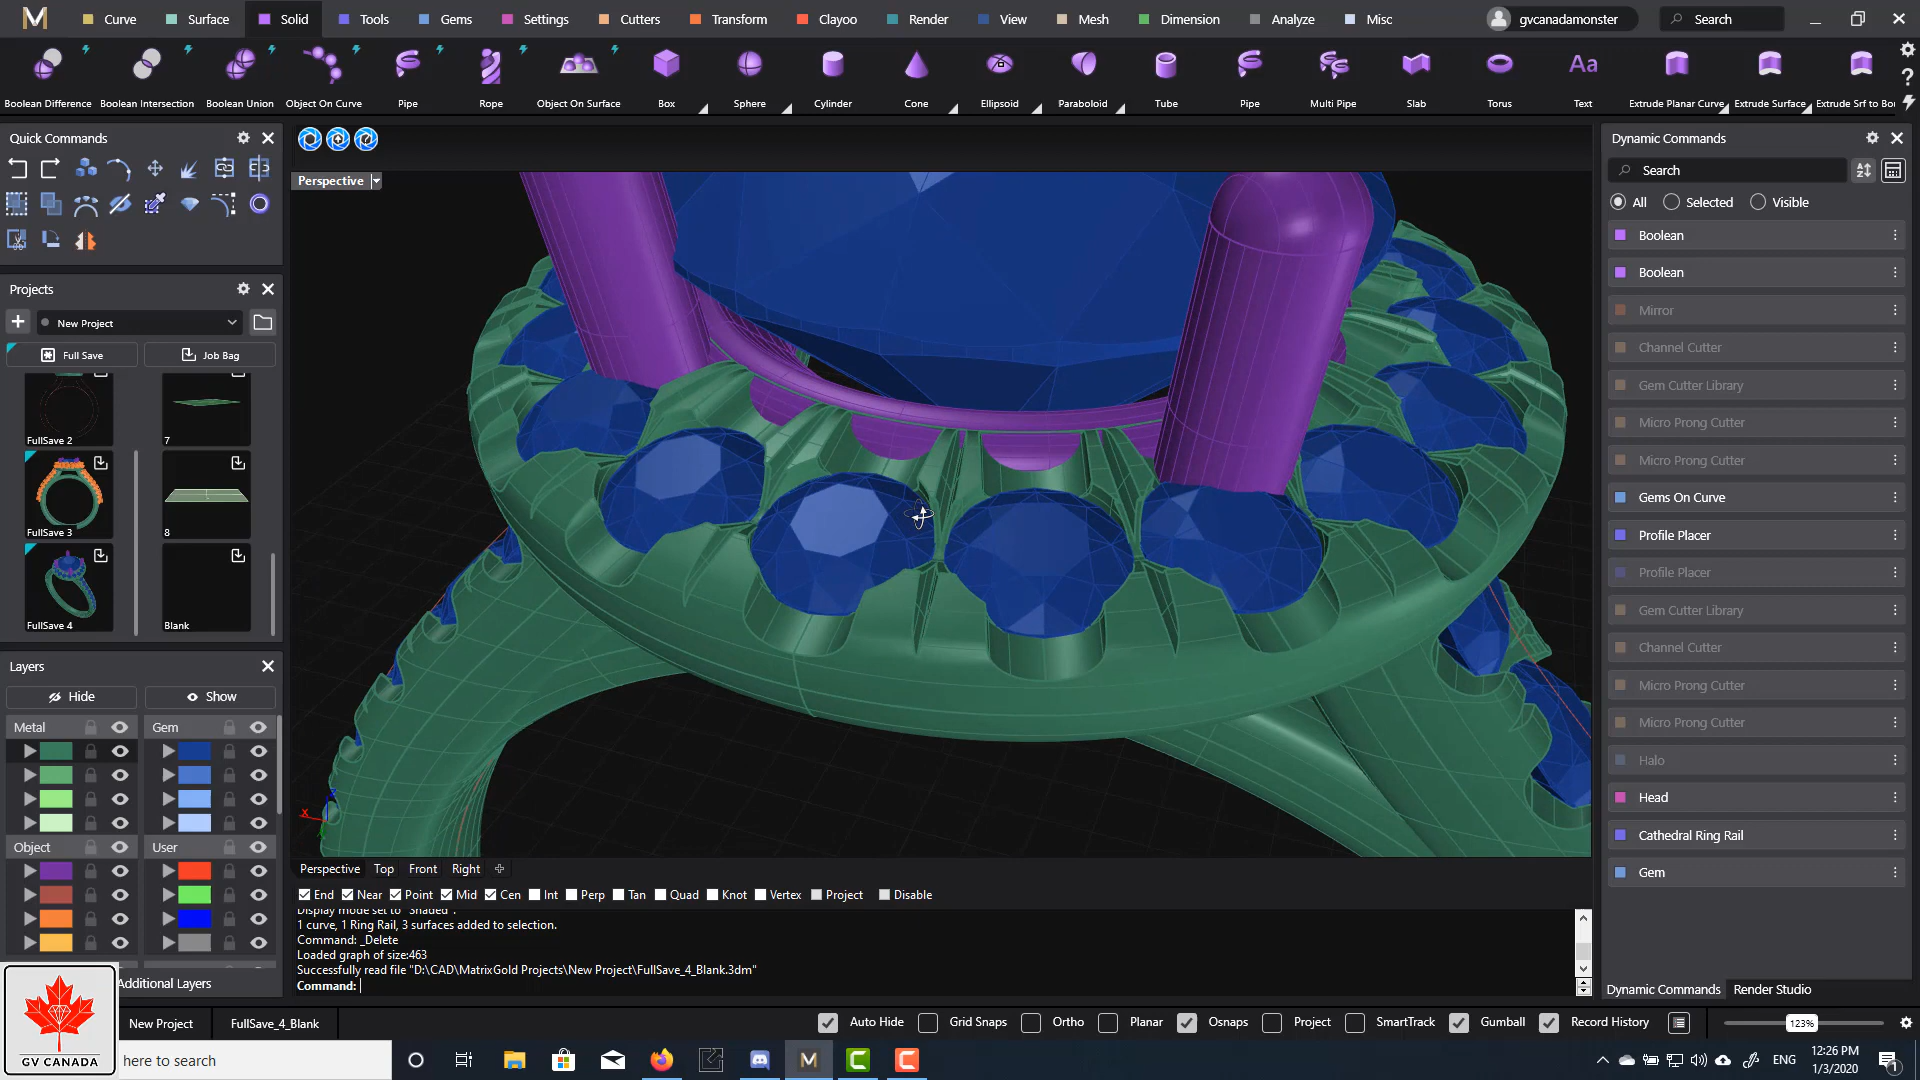 Curve
Surface
Solid
Tools
Gems
Settings
Cutters
Transform
Clayoo
Render
View
Mesh
Dimension
Analyze
Misc
gvcanadamonster
Search
Boolean Difference
Boolean Intersection
Boolean Union
Object On Curve
Pipe
Rope
Object On Surface
Box
Sphere
Cylinder
Cone
Ellipsoid
Paraboloid
Tube
Pipe
Multi Pipe
Slab
Torus
Aa
Text
Extrude Planar Curve
Extrude Surface
Extrude Srf to Bo
Quick Commands
Projects
New Project
Full Save
Job Bag
FullSave 2
7
FullSave 3
8
FullSave 4
Blank
Layers
Hide
Show
Metal
Gem
Object
User
Additional Layers
Perspective
x
z
Dynamic Commands
Search
All
Selected
Visible
Boolean
Boolean
Mirror
Channel Cutter
Gem Cutter Library
Micro Prong Cutter
Micro Prong Cutter
Gems On Curve
Profile Placer
Profile Placer
Gem Cutter Library
Channel Cutter
Micro Prong Cutter
Micro Prong Cutter
Halo
Head
Cathedral Ring Rail
Gem
Dynamic Commands
Render Studio
Perspective
Top
Front
Right
End
Near
Point
Mid
Cen
Int
Perp
Tan
Quad
Knot
Vertex
Project
Disable
Display mode set to "Shaded".
1 curve, 1 Ring Rail, 3 surfaces added to selection.
Command: _Delete
Loaded graph of size:463
Successfully read file "D:\CAD\MatrixGold Projects\New Project\FullSave_4_Blank.3dm"
Command:
New Project
FullSave_4_Blank
Auto Hide
Grid Snaps
Ortho
Planar
Osnaps
Project
SmartTrack
Gumball
Record History
123%
GV CANADA
here to search
ENG
12:26 PM
1/3/2020
1